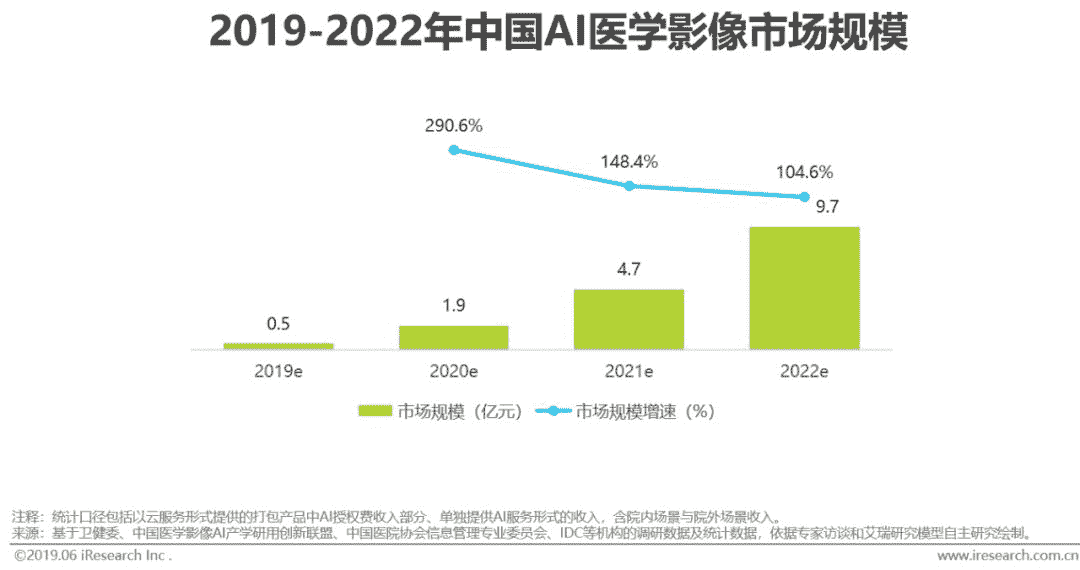 2019-2022年中国AI医学影像市场规模
290.6%
148.4%
104.6%
9.7
4.7
1.9
0.5
2019e
2020e
2021e
2022e
市场规模（亿元）
市场规模增速（%）
注释：统计口径包括以云服务形式提供的打包产品中AI授权费收入部分、单独提供AI服务形式的收入，含院内场景与院外场景收入。
来源：基于卫健委、中国医学影像AI产学研用创新联盟、中国医院协会信息管理专业委员会、IDC等机构的调研数据及统计数据，依据专家访谈和艾瑞研究模型自主研究绘制。
©2019.06 iResearch Inc .
www.iresearch.com.cn